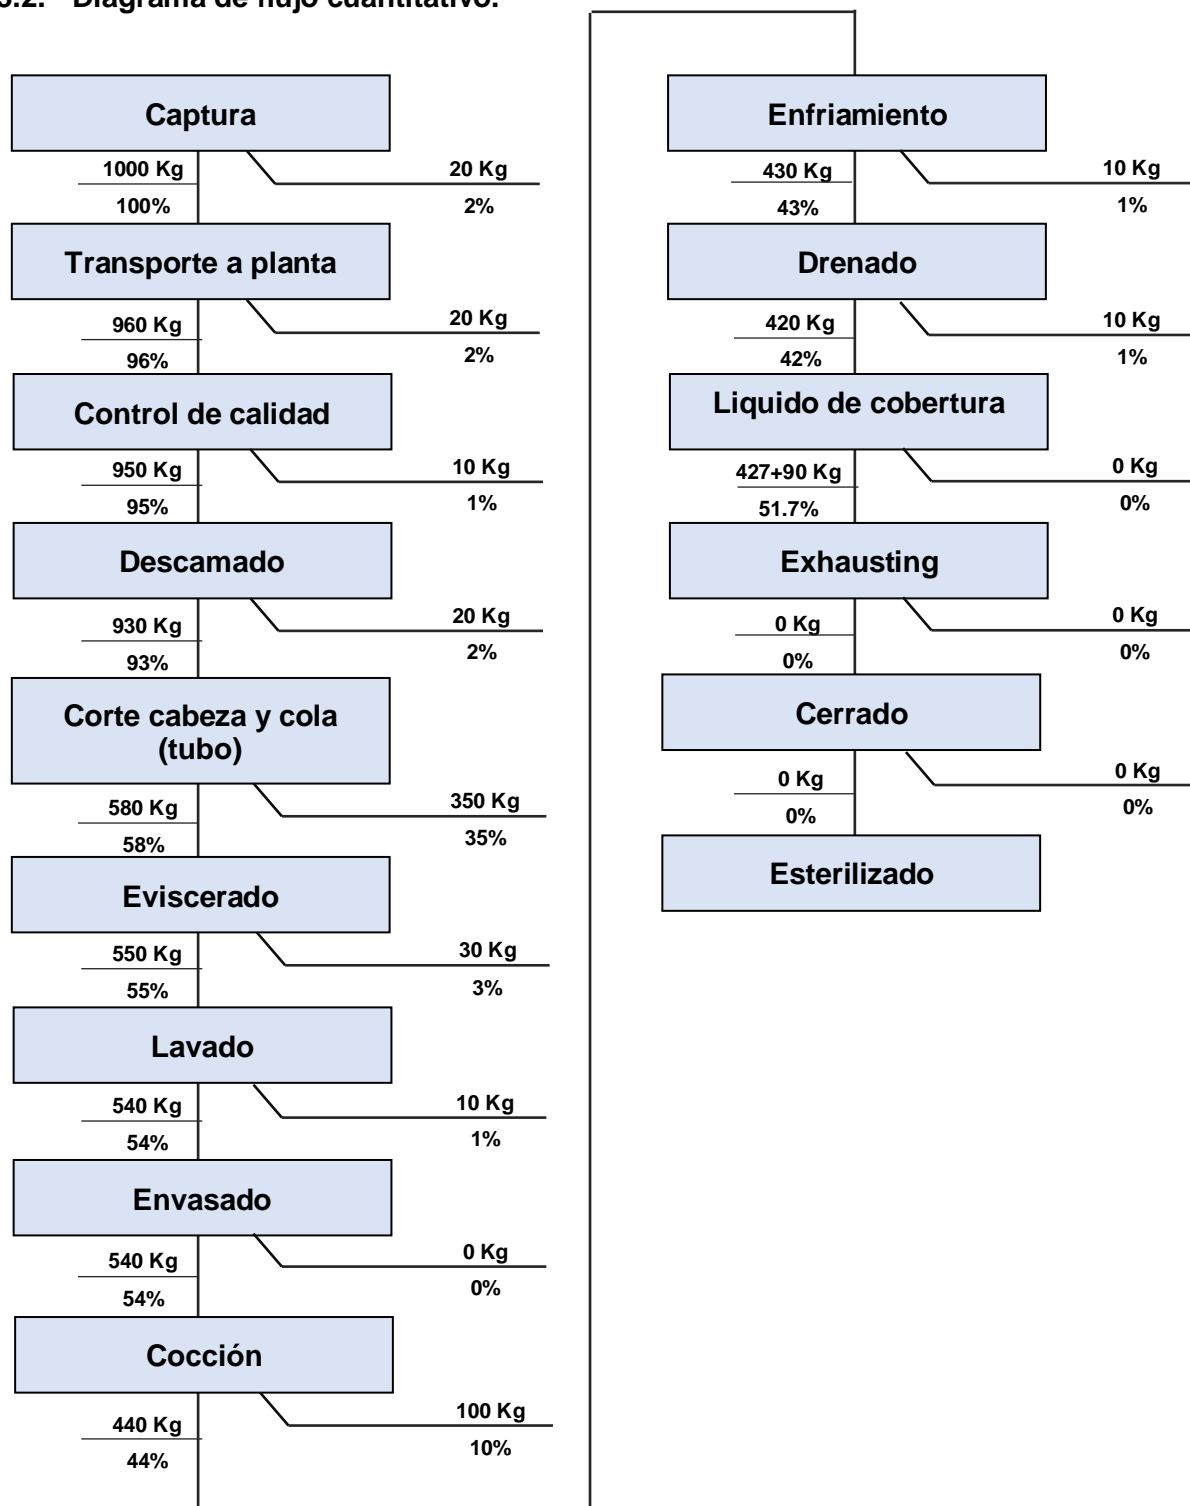 3.2. Diagrama de flujo cuantitativo.
Captura
1000 Kg
100%
20 Kg
2%
Transporte a planta
960 Kg
96%
20 Kg
2%
Control de calidad
950 Kg
95%
10 Kg
1%
Descamado
930 Kg
93%
20 Kg
2%
Corte cabeza y cola
(tubo)
580 Kg
58%
350 Kg
35%
Eviscerado
550 Kg
55%
30 Kg
3%
Lavado
540 Kg
54%
10 Kg
1%
Envasado
540 Kg
54%
0 Kg
0%
Cocción
440 Kg
44%
100 Kg
10%
Enfriamiento
430 Kg
43%
10 Kg
1%
Drenado
420 Kg
42%
10 Kg
1%
Liquido de cobertura
427+90 Kg
51.7%
0 Kg
0%
Exhausting
0 Kg
0%
0 Kg
0%
Cerrado
0 Kg
0%
0 Kg
0%
Esterilizado